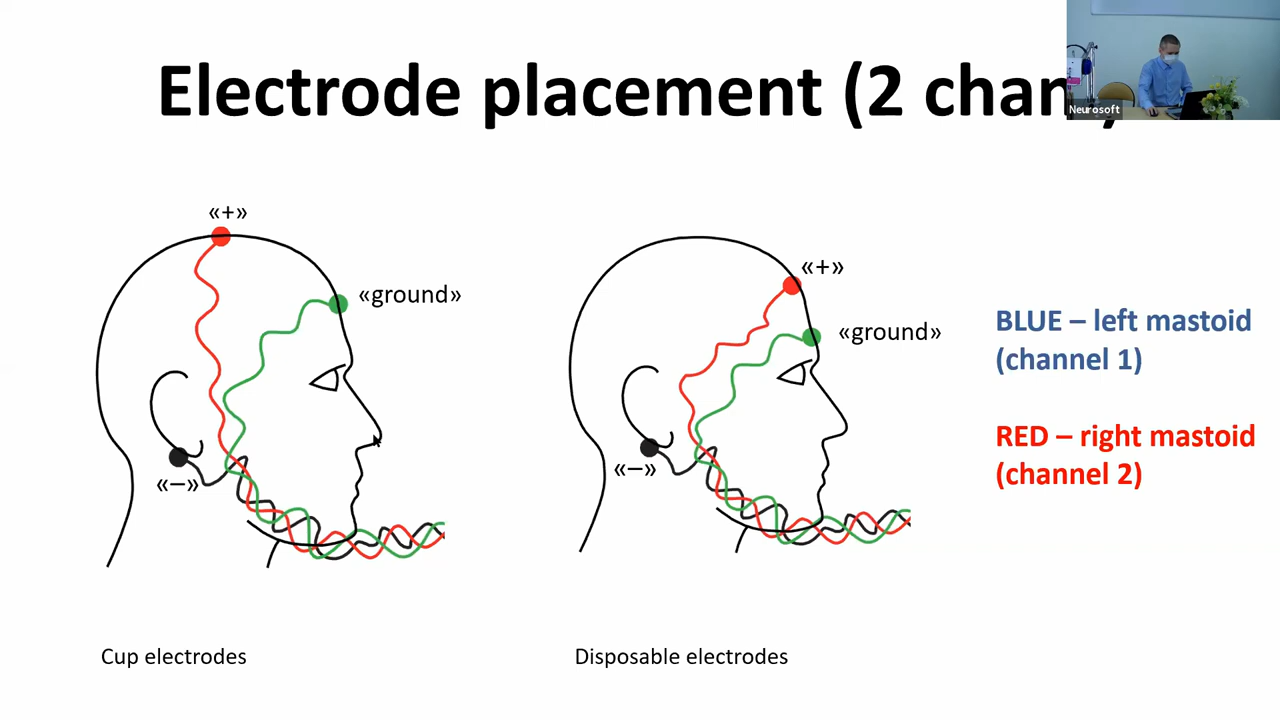 Electrode placement (2 chan
Neurosoft
«+»
«ground»
«−»
Cup electrodes
«+»
«ground»
«−»
Disposable electrodes
BLUE – left mastoid
(channel 1)
RED – right mastoid
(channel 2)